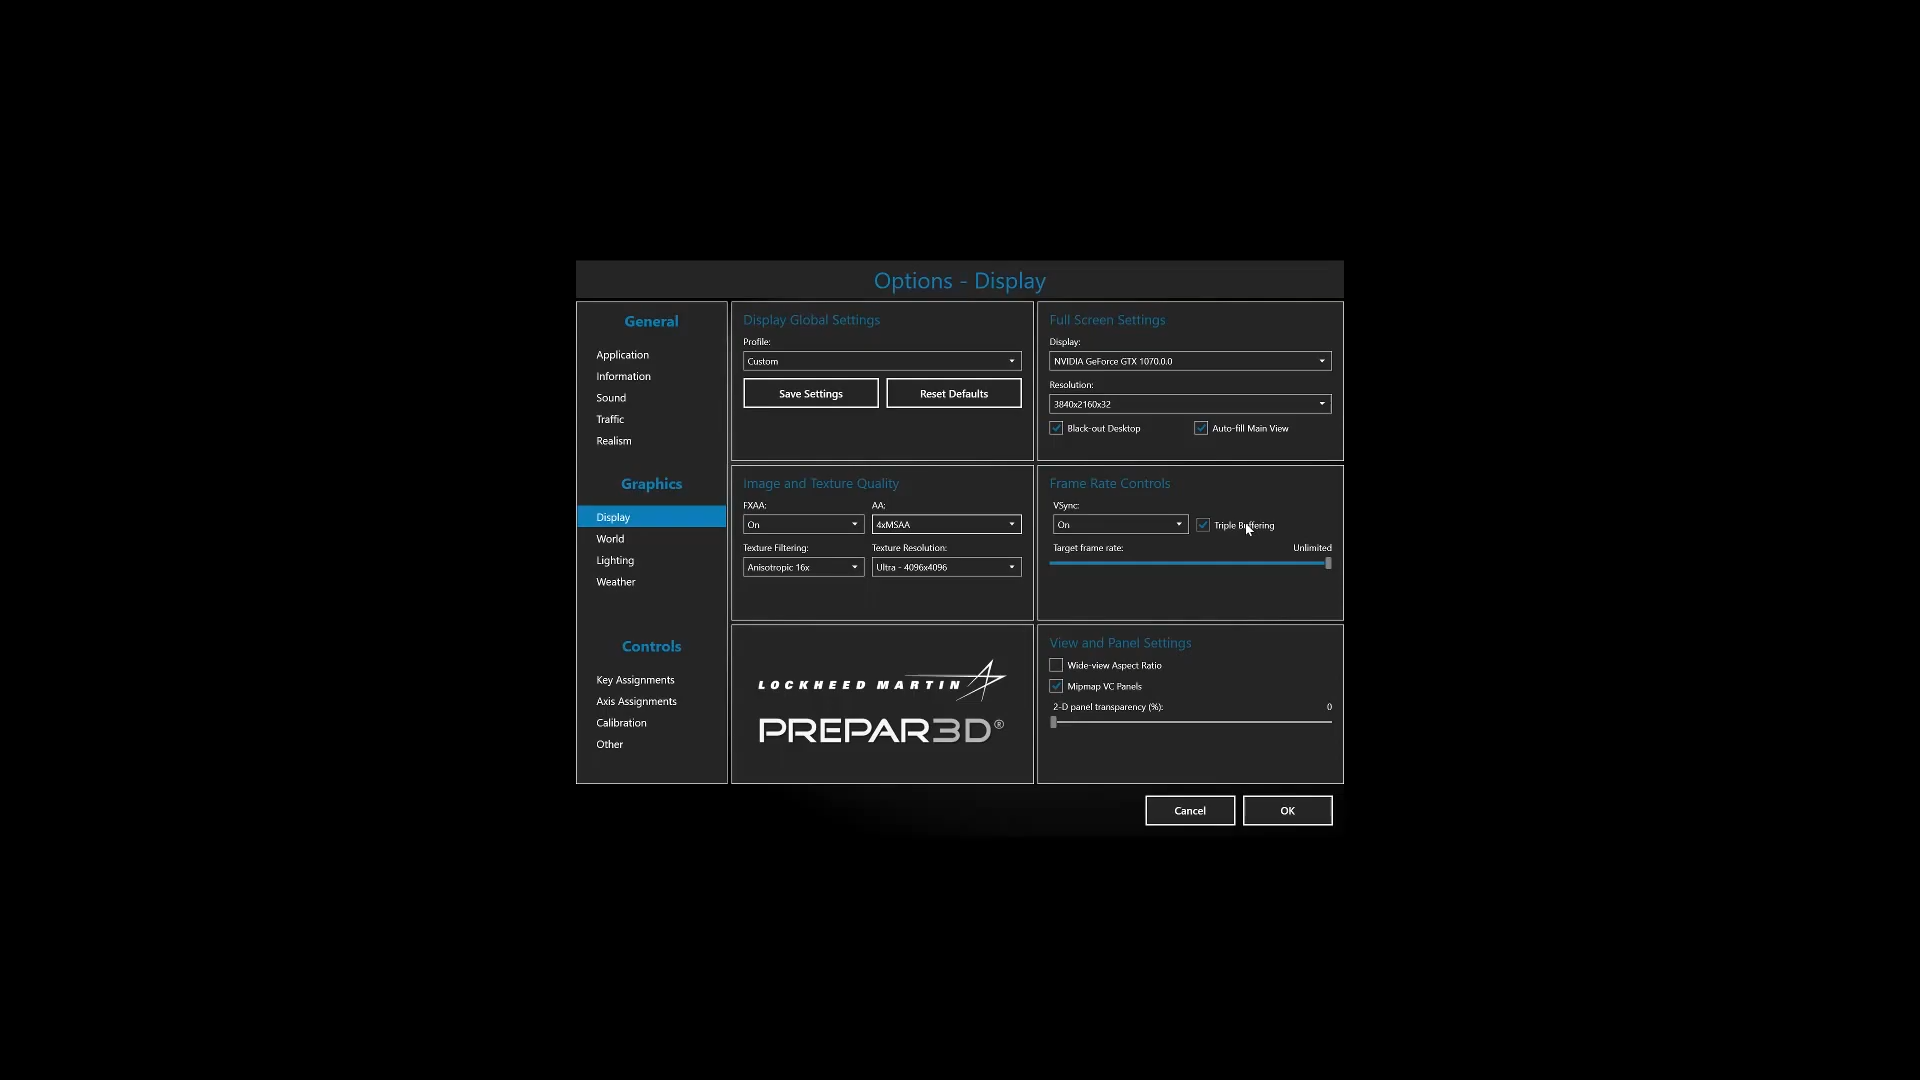 Options - Display
General
Application
Information
Sound
Traffic
Realism
Graphics
Display
World
Lighting
Weather
Controls
Key Assignments
Axis Assignments
Calibration
Other
Display Global Settings
Profile:
Custom
Save Settings
Reset Defaults
Full Screen Settings
Display:
NVIDIA GeForce GTX 1070.0.0
Resolution:
3840x2160x32
Black-out Desktop
Auto-fill Main View
Image and Texture Quality
FXAA:
AA:
On
4xMSAA
Texture Filtering:
Texture Resolution:
Anisotropic 16x
Ultra - 4096x4096
Frame Rate Controls
VSync:
On
Triple Buffering
Target frame rate:
Unlimited
LOCKHEED MARTIN
PREPAR3D®
View and Panel Settings
Wide-view Aspect Ratio
Mipmap VC Panels
2-D panel transparency (%):
0
Cancel
OK